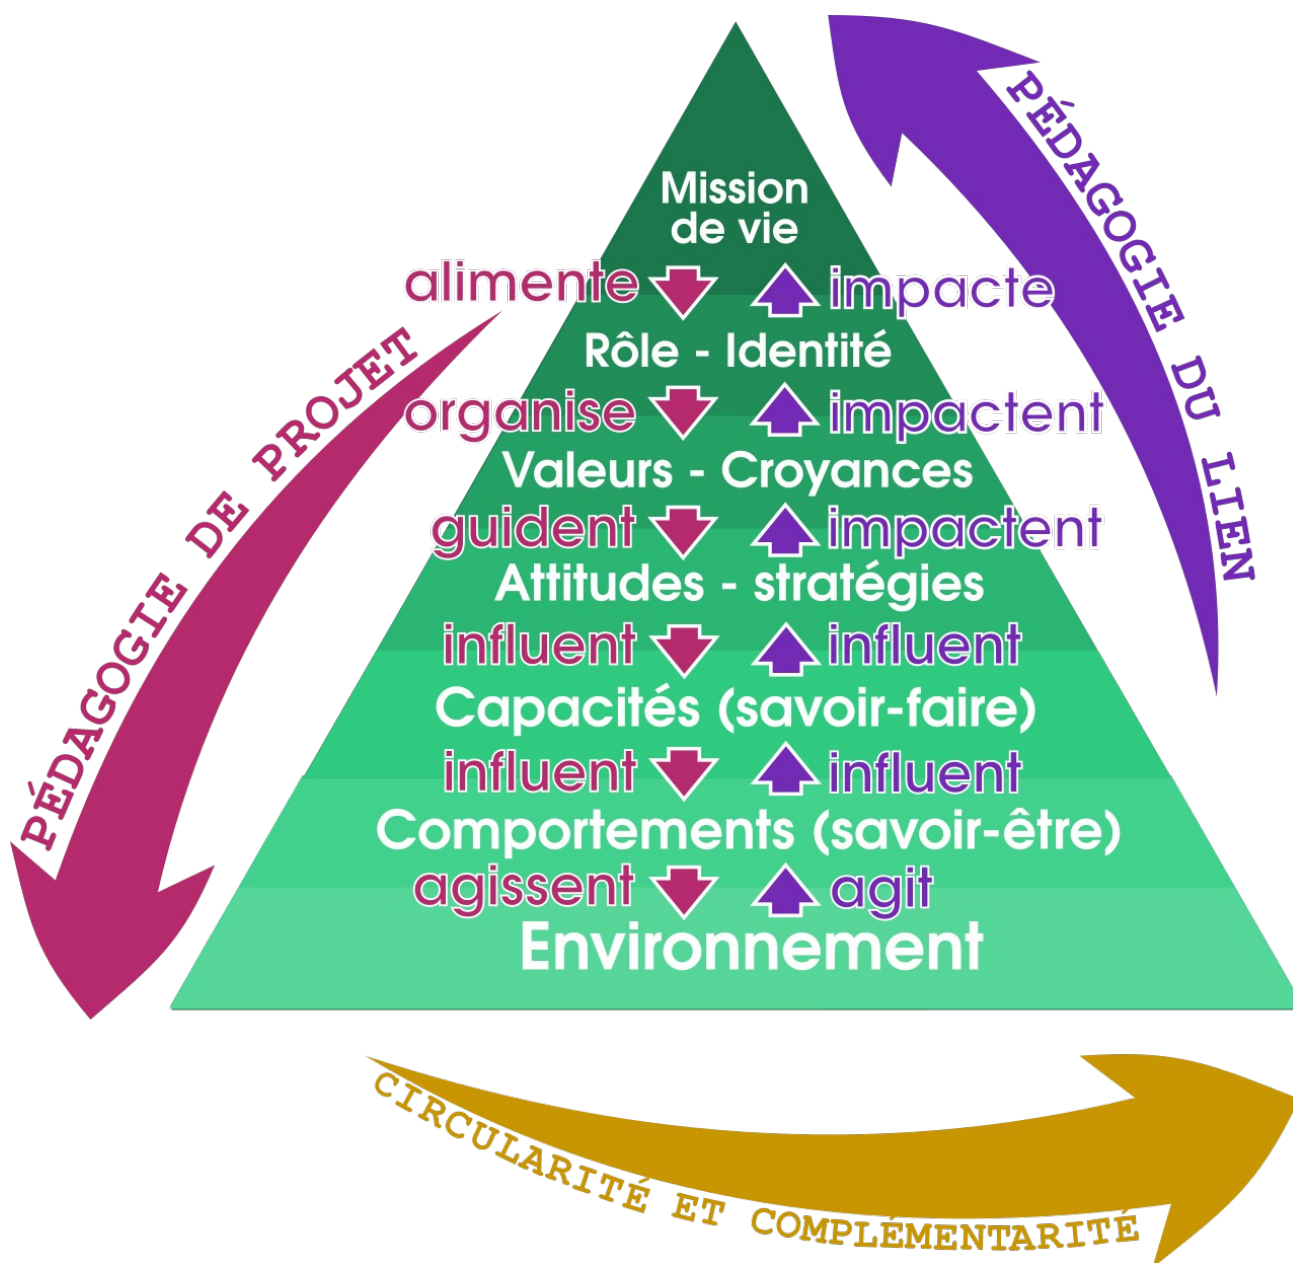 Mission
de vie
alimente impacte
Rôle - Identité
organise impactent
Valeurs - Croyances
guident impactent
Attitudes - stratégies
influent influent
Capacités (savoir-faire)
influent influent
Comportements (savoir-être)
agissent agit
Environnement
PÉDAGOGIE DE PROJET
PÉDAGOGIE DU LIEN
CIRCULARITÉ ET COMPLÉMENTARITÉ